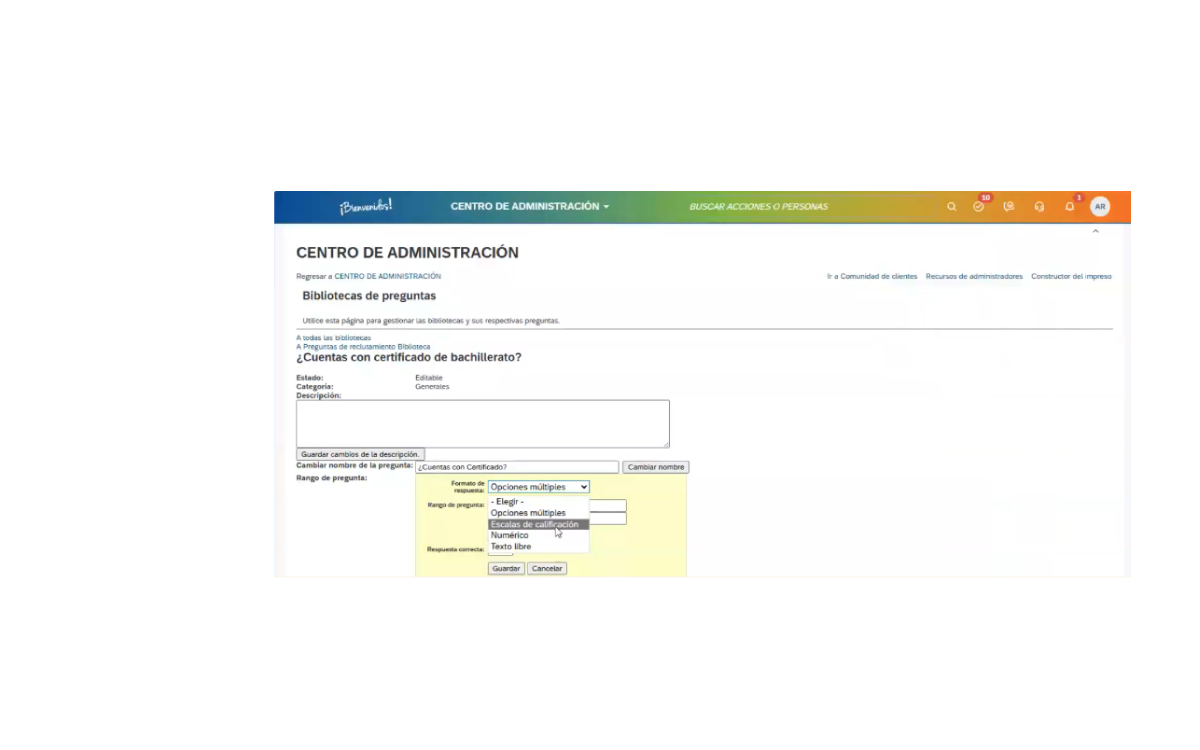 ¡Bienvenidos!
CENTRO DE ADMINISTRACIÓN
BUSCAR ACCIONES O PERSONAS
10
1
AR
CENTRO DE ADMINISTRACIÓN
Regresar a CENTRO DE ADMINISTRACIÓN
Ir a Comunidad de clientes Recursos de administradores Constructor del impreso
Bibliotecas de preguntas
Utilice esta página para gestionar las bibliotecas y sus respectivas preguntas.
A todas las bibliotecas
A Preguntas de reclutamiento Biblioteca
¿Cuentas con certificado de bachillerato?
Estado: Editable
Categoría: Generales
Descripción:
Guardar cambios de la descripción.
Cambiar nombre de la pregunta: ¿Cuentas con Certificado? Cambiar nombre
Rango de pregunta:
Formato de respuesta: Opciones múltiples
- Elegir -
Rango de pregunta:
Opciones múltiples
Escalas de calificación
Numérico
Texto libre
Respuesta correcta:
Guardar Cancelar